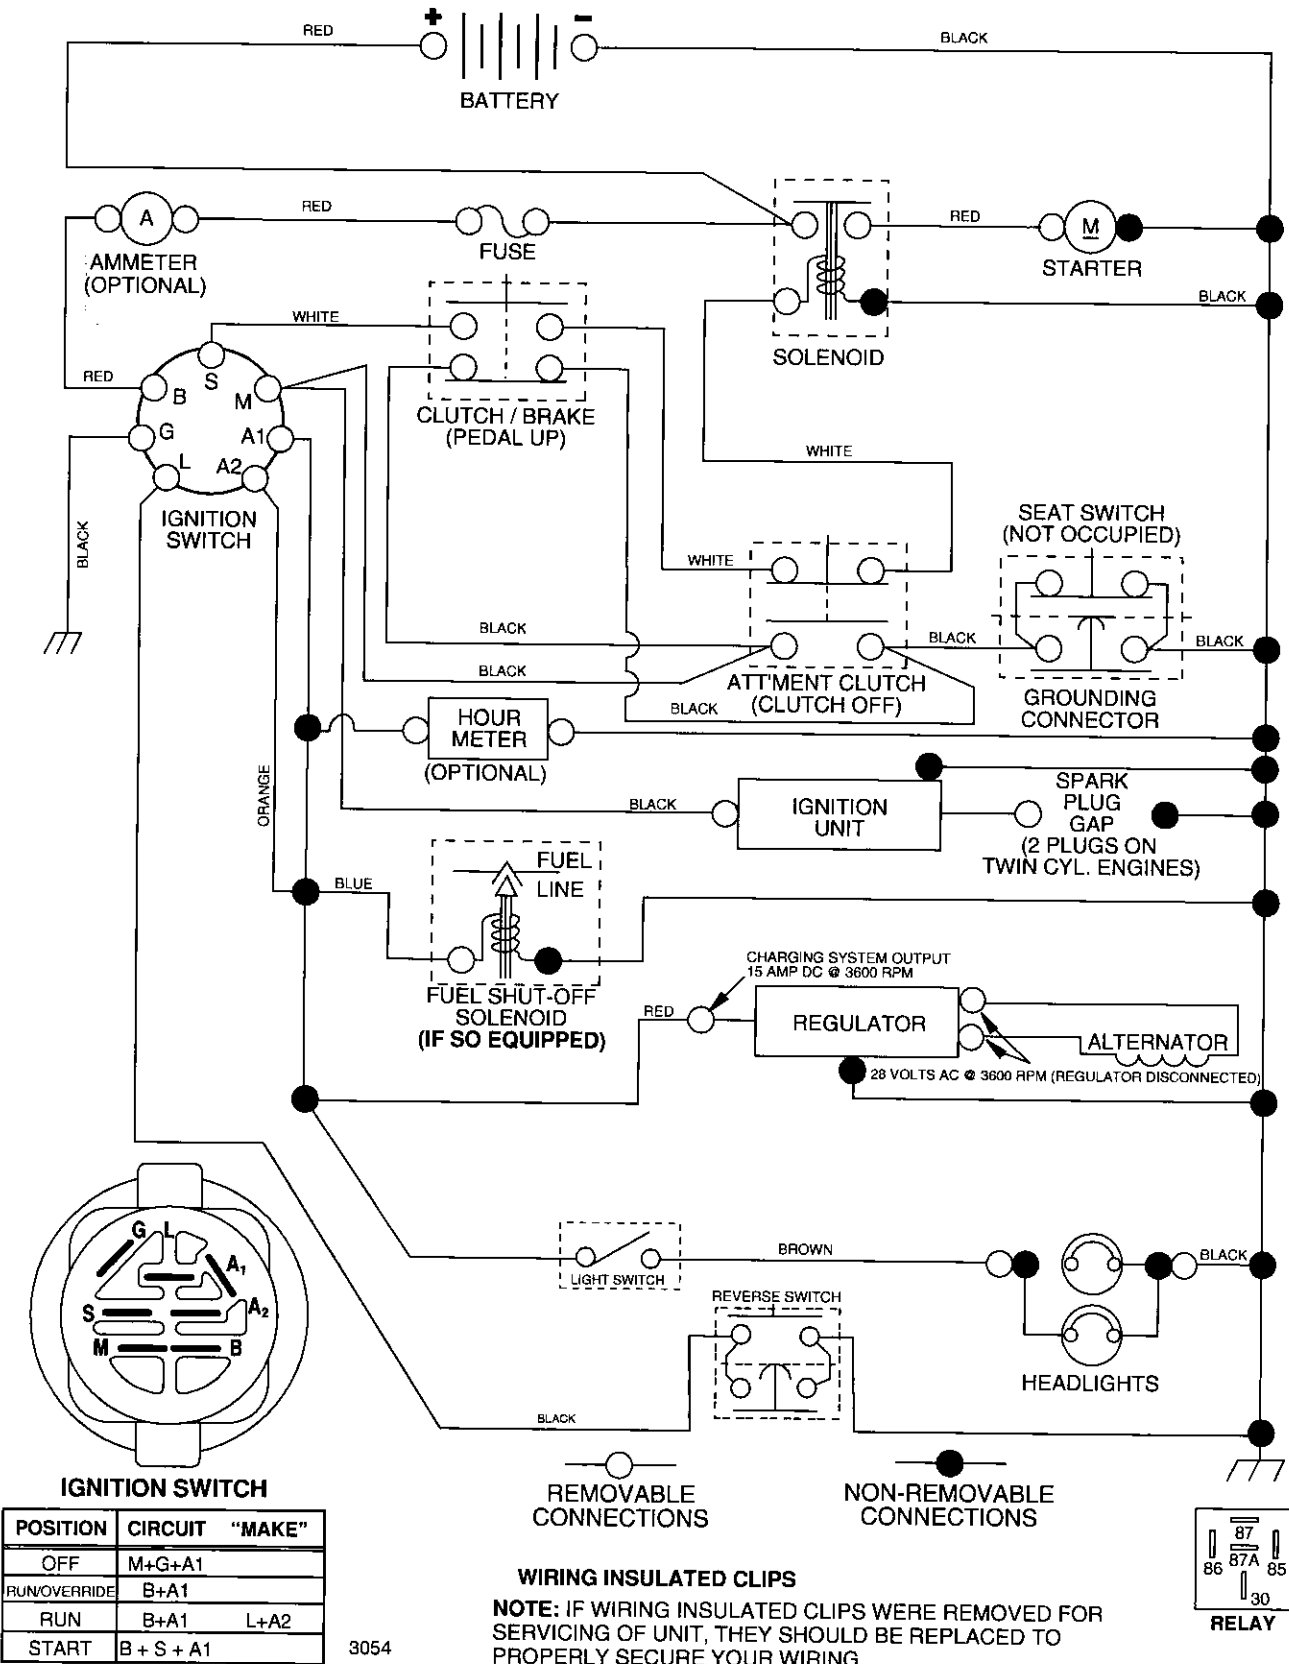 + -
RED
BLACK
BATTERY
A
RED
FUSE
RED
M
STARTER
AMMETER
(OPTIONAL)
BLACK
SOLENOID
WHITE
S
RED
B
M
G
A1
L
A2
CLUTCH / BRAKE
(PEDAL UP)
IGNITION
SWITCH
BLACK
WHITE
SEAT SWITCH
(NOT OCCUPIED)
WHITE
BLACK
BLACK
BLACK
BLACK
ATT'MENT CLUTCH
(CLUTCH OFF)
GROUNDING
CONNECTOR
BLACK
HOUR
METER
(OPTIONAL)
ORANGE
BLACK
IGNITION
UNIT
SPARK
PLUG
GAP
(2 PLUGS ON
TWIN CYL. ENGINES)
BLUE
FUEL
LINE
FUEL SHUT-OFF
SOLENOID
(IF SO EQUIPPED)
CHARGING SYSTEM OUTPUT
15 AMP DC @ 3600 RPM
RED
REGULATOR
ALTERNATOR
28 VOLTS AC @ 3600 RPM (REGULATOR DISCONNECTED)
LIGHT SWITCH
BROWN
BLACK
HEADLIGHTS
REVERSE SWITCH
BLACK
G L
A1
S
A2
M
B
IGNITION SWITCH
REMOVABLE
CONNECTIONS
NON-REMOVABLE
CONNECTIONS
POSITION CIRCUIT "MAKE"
OFF M+G+A1
RUN/OVERRIDE B+A1
RUN B+A1 L+A2
START B + S + A1
3054
WIRING INSULATED CLIPS
NOTE: IF WIRING INSULATED CLIPS WERE REMOVED FOR
SERVICING OF UNIT, THEY SHOULD BE REPLACED TO
PROPERLY SECURE YOUR WIRING
87
86 87A 85
30
RELAY